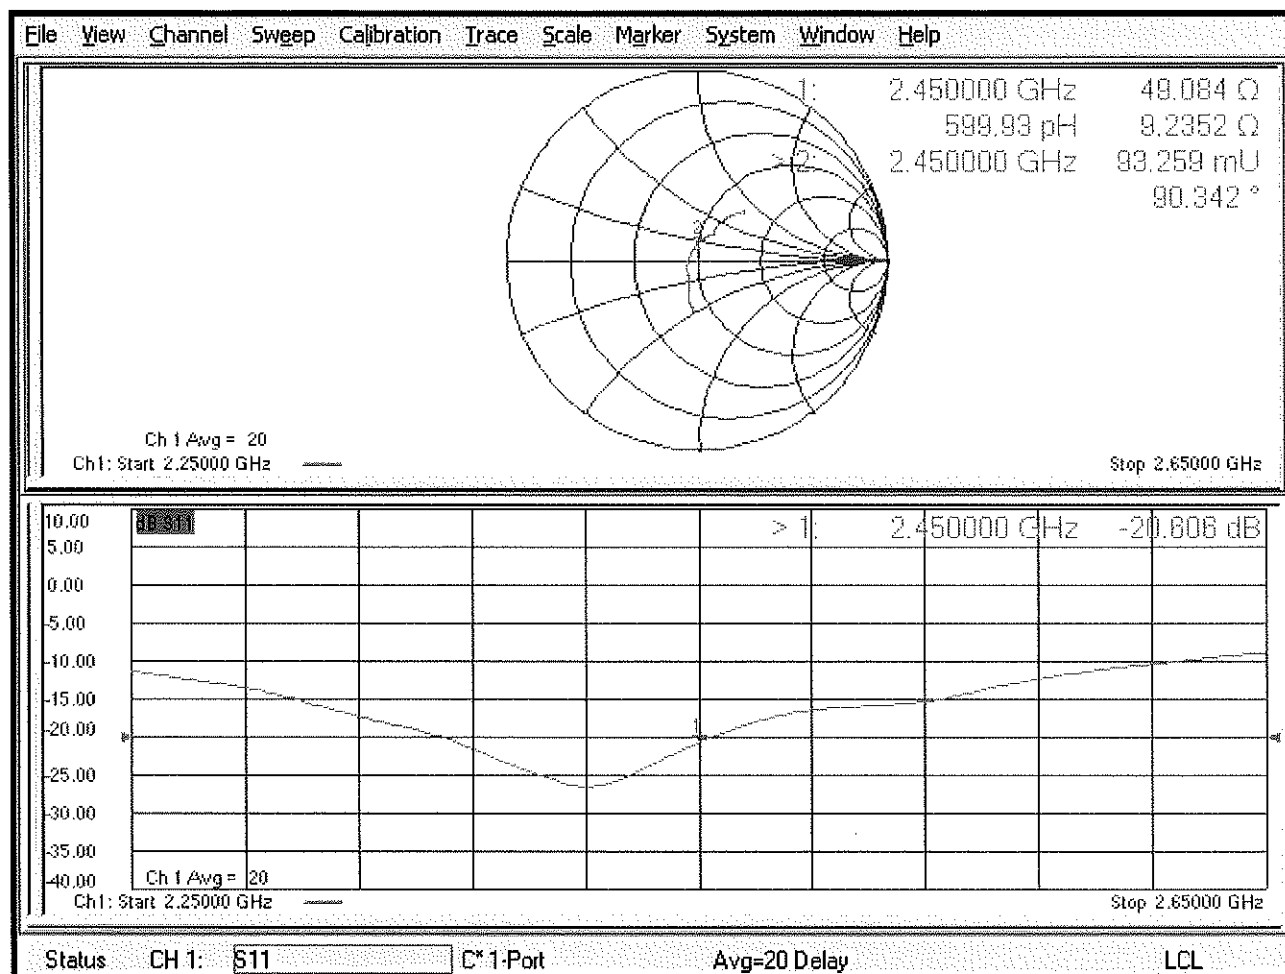 File View Channel Sweep Calibration Trace Scale Marker System Window Help
1: 2.450000 GHz 49.084 Ω
599.93 pH 9.2352 Ω
> 2: 2.450000 GHz 93.259 mU
90.342 °
2
Ch 1 Avg = 20
Ch1: Start 2.25000 GHz Stop 2.65000 GHz
10.00 dB S11 > 1: 2.450000 GHz -20.606 dB
5.00
0.00
-5.00
-10.00
-15.00
-20.00 1
-25.00
-30.00
-35.00
-40.00 Ch 1 Avg = 20
Ch1: Start 2.25000 GHz Stop 2.65000 GHz
Status CH 1: S11 C* 1-Port Avg=20 Delay LCL